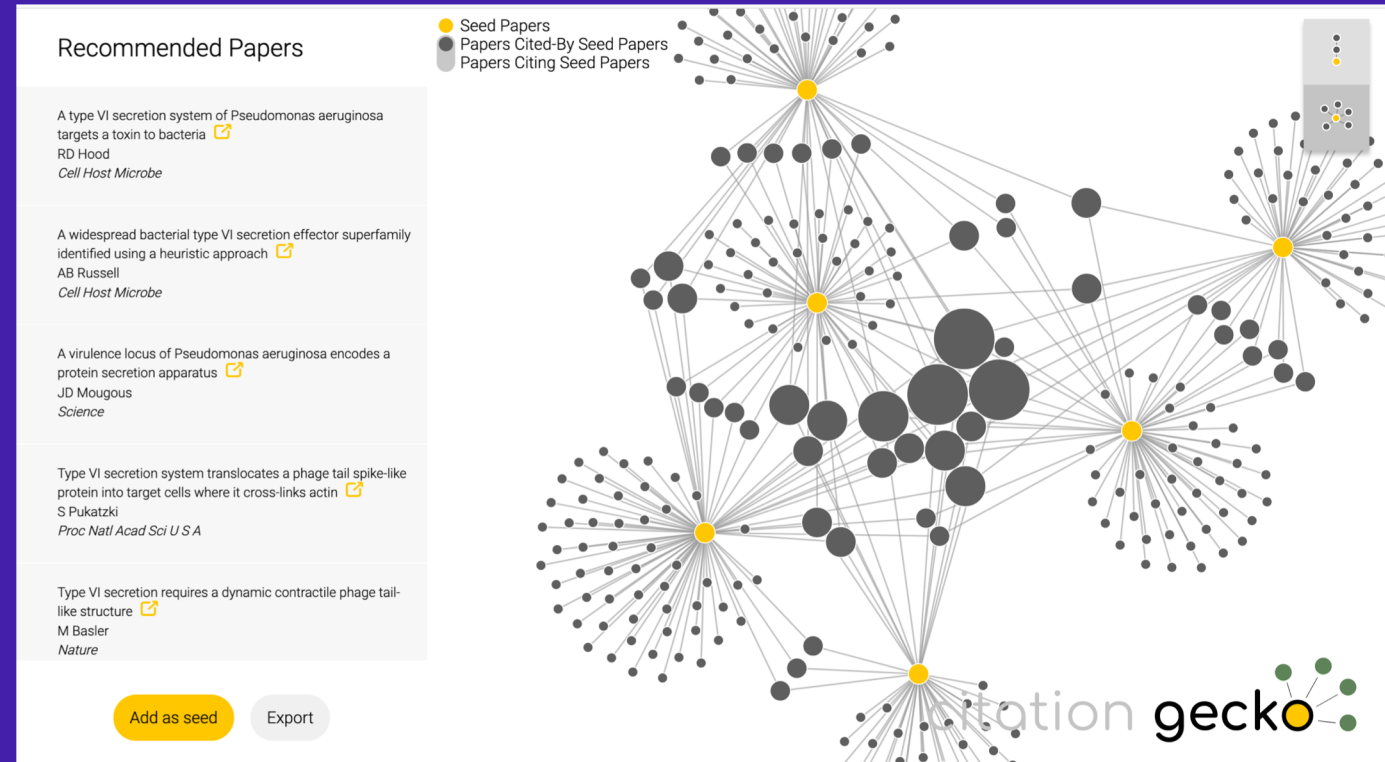 Recommended Papers
A type VI secretion system of Pseudomonas aeruginosa
targets a toxin to bacteria
RD Hood
Cell Host Microbe
A widespread bacterial type VI secretion effector superfamily
identified using a heuristic approach
AB Russell
Cell Host Microbe
A virulence locus of Pseudomonas aeruginosa encodes a
protein secretion apparatus
JD Mougous
Science
Type VI secretion system translocates a phage tail spike-like
protein into target cells where it cross-links actin
S Pukatzki
Proc Natl Acad Sci U S A
Type VI secretion requires a dynamic contractile phage tail-
like structure
M Basler
Nature
Add as seed
Export
Seed Papers
Papers Cited-By Seed Papers
Papers Citing Seed Papers
citation gecko